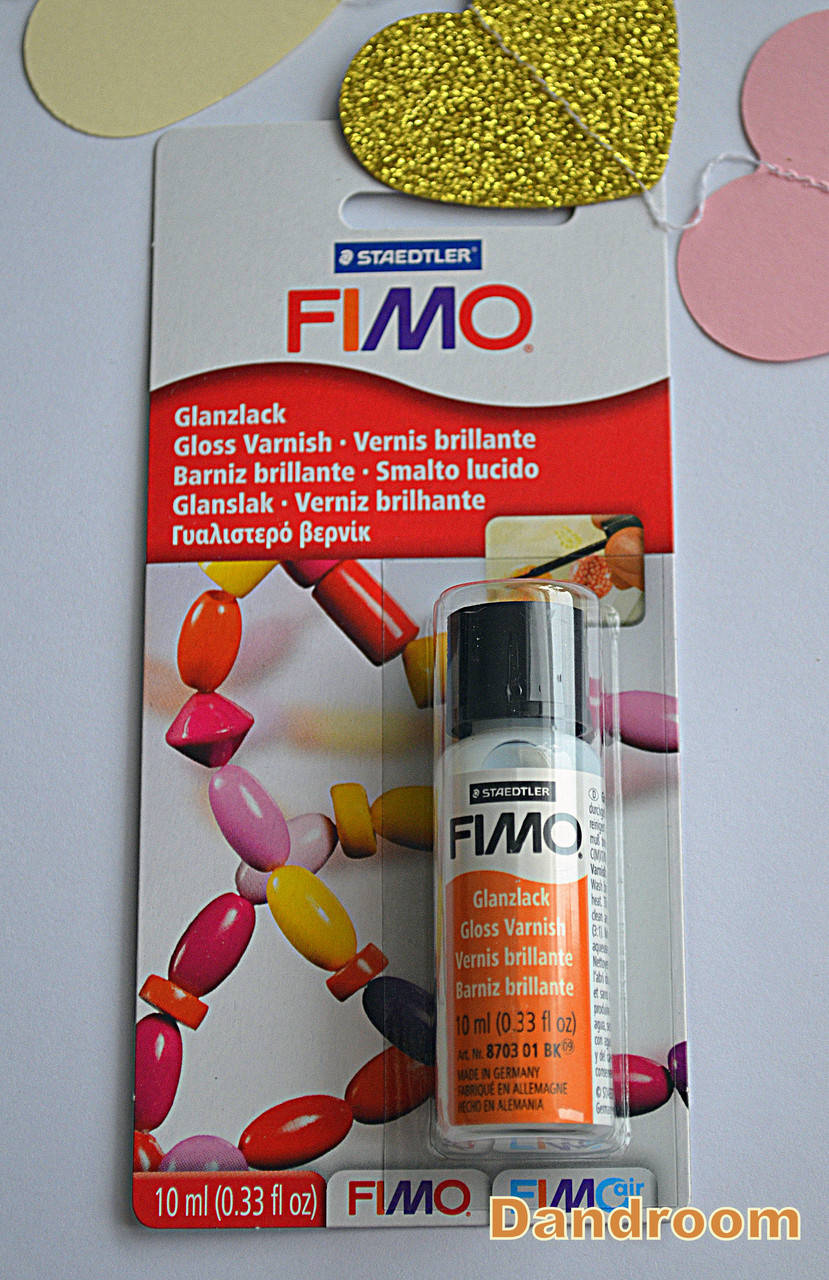 STAEDTLER®
FIMO®
Glanzlack
Gloss Varnish · Vernis brillante
Barniz brillante · Smalto lucido
Glanslak · Verniz brilhante
Γυαλιστερό βερνίκ
STAEDTLER
FIMO®
Glanzlack
Gloss Varnish
Vernis brillante
Barniz brillante
10 ml (0.33 fl oz)
Art. Nr. 8703 01 BK 09
MADE IN GERMANY
FABRIQUÉ EN ALLEMAGNE
HECHO EN ALEMANIA
10 ml (0.33 fl oz)
FIMO®
FIMO air
Dandroom